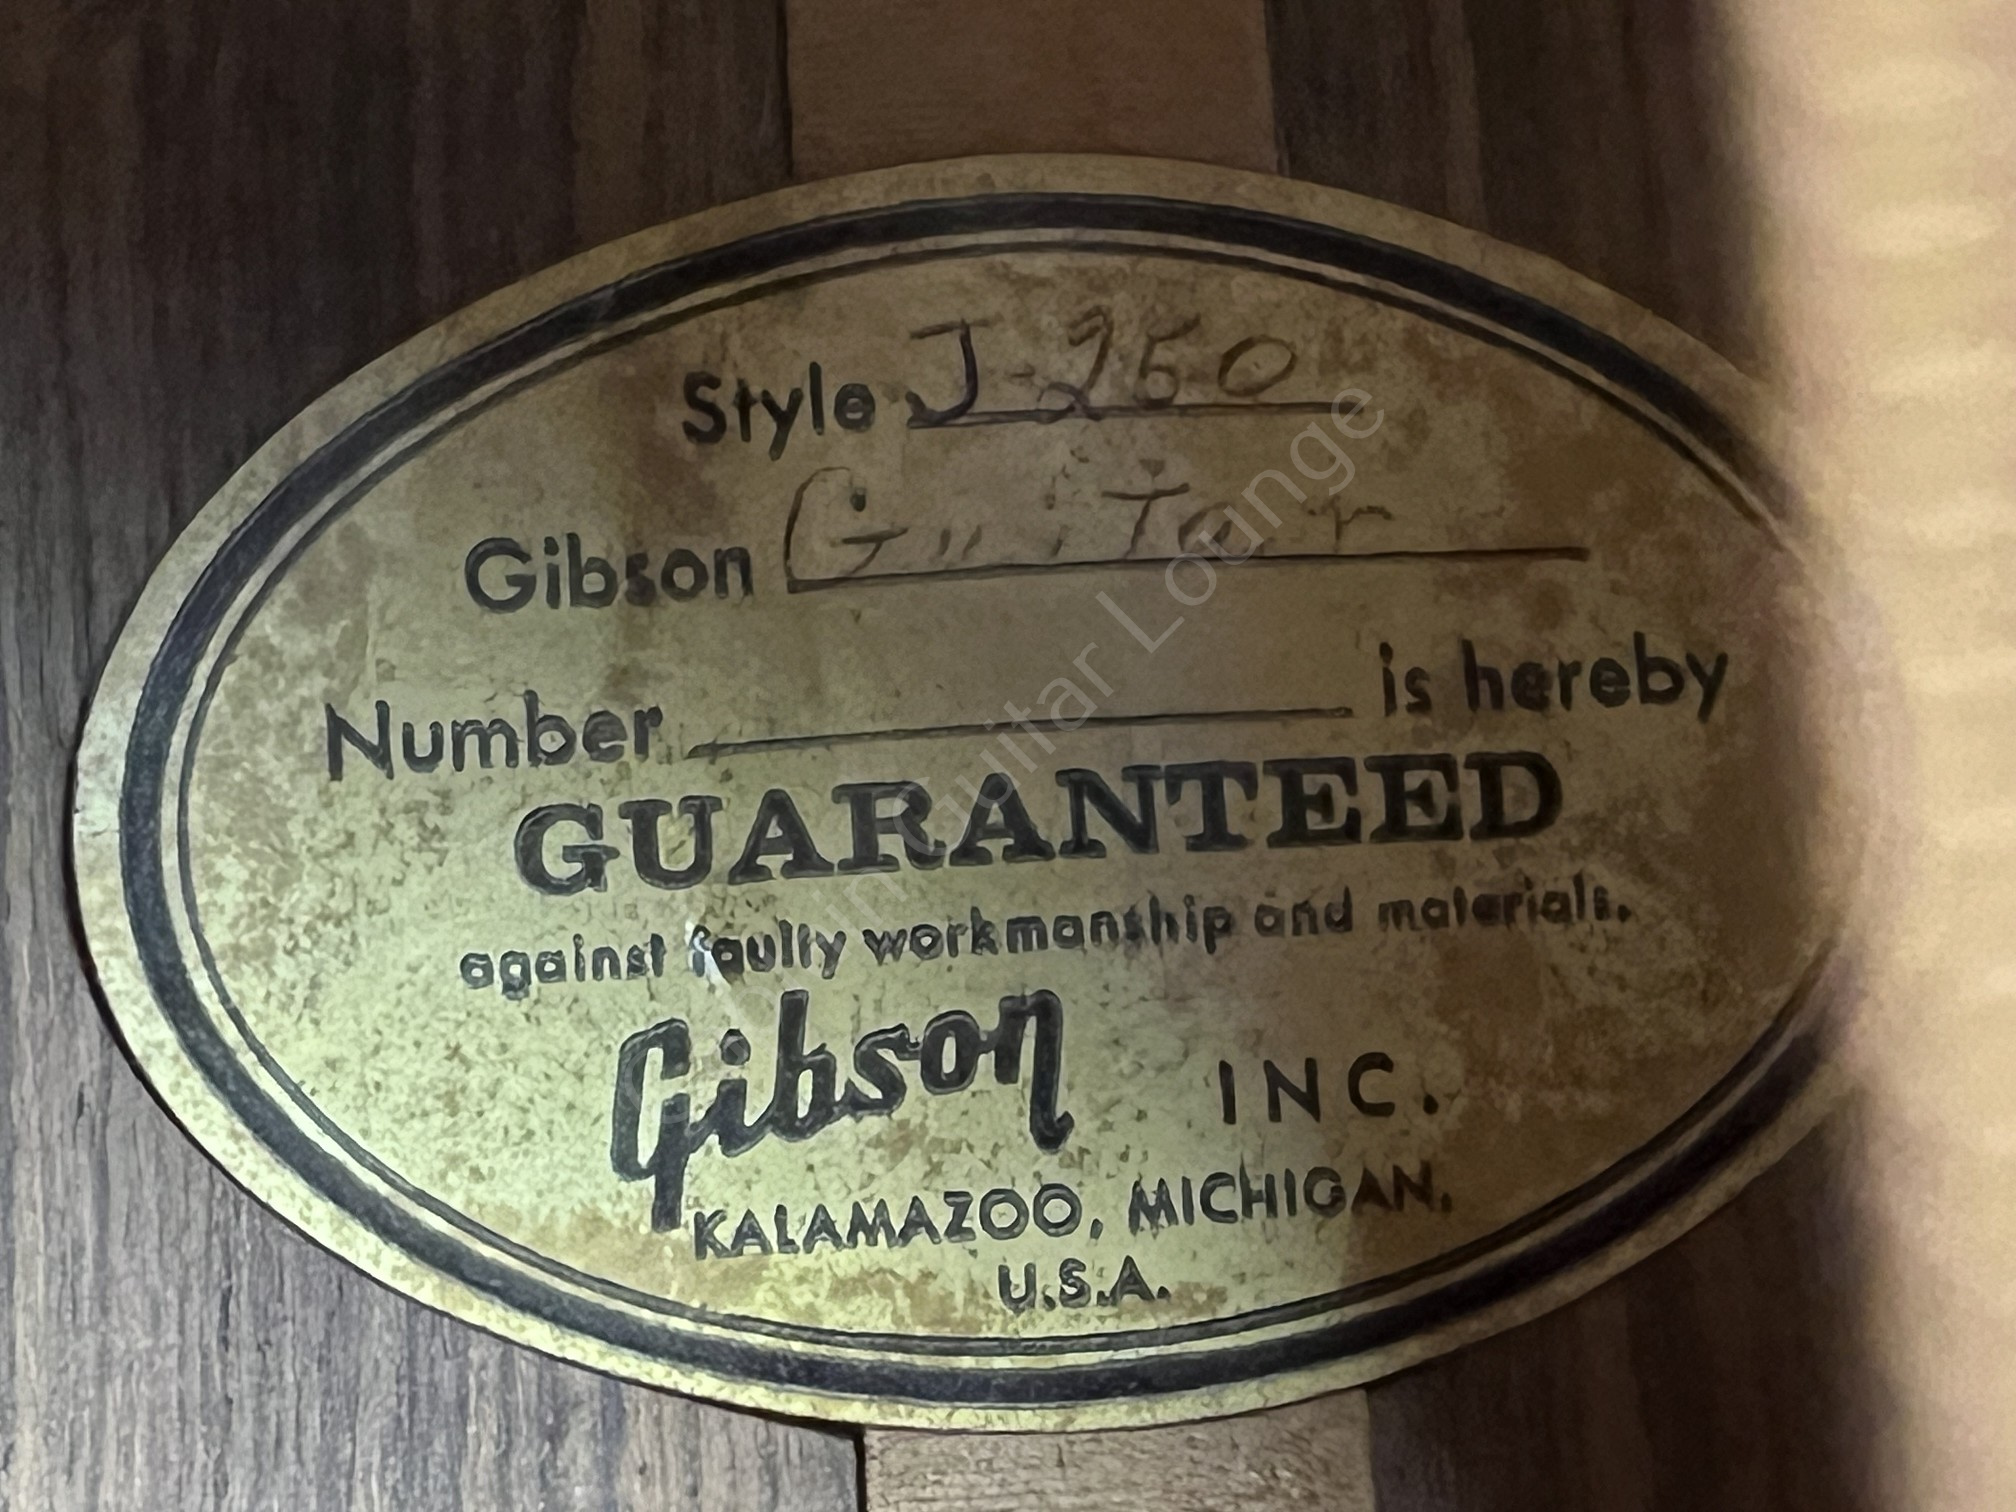 Style J-250
Gibson Guitar
Number is hereby
GUARANTEED
against faulty workmanship and materials.
Gibson INC.
KALAMAZOO, MICHIGAN.
U.S.A.
Guitar Lounge